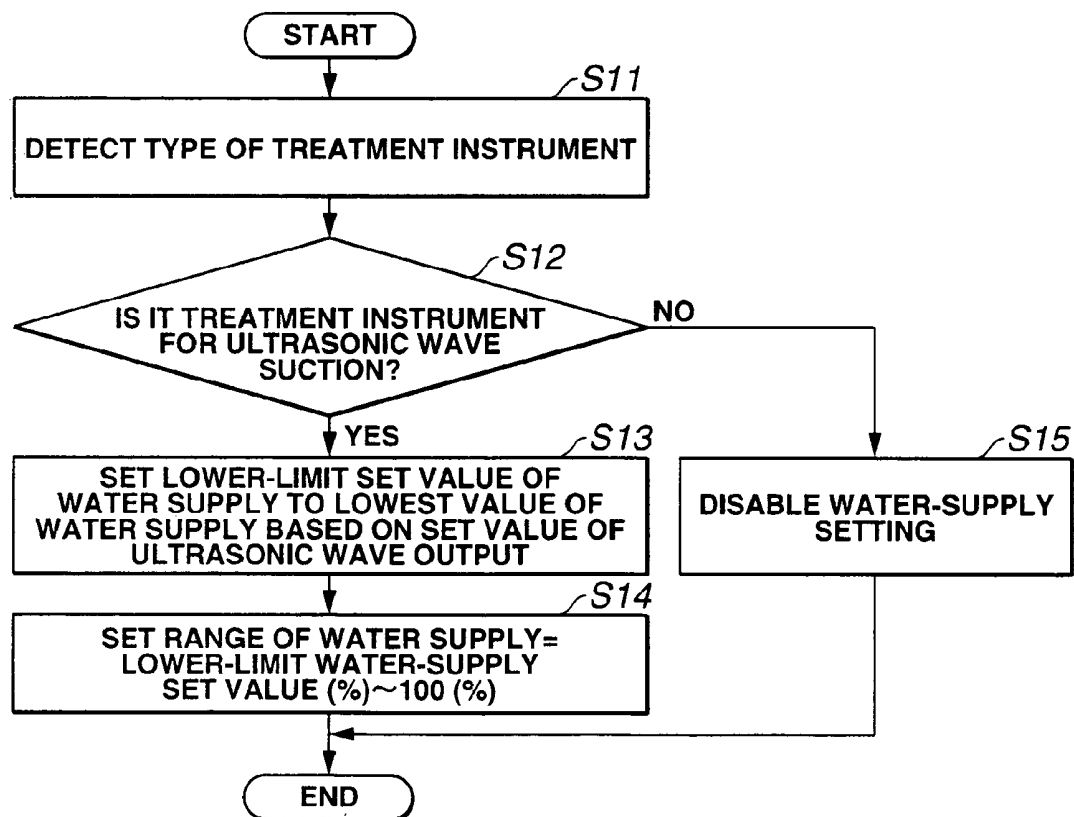 START
S11
DETECT TYPE OF TREATMENT INSTRUMENT
S12
IS IT TREATMENT INSTRUMENT
FOR ULTRASONIC WAVE
SUCTION?
NO
YES
S13
SET LOWER-LIMIT SET VALUE OF
WATER SUPPLY TO LOWEST VALUE OF
WATER SUPPLY BASED ON SET VALUE OF
ULTRASONIC WAVE OUTPUT
S15
DISABLE WATER-SUPPLY
SETTING
S14
SET RANGE OF WATER SUPPLY=
LOWER-LIMIT WATER-SUPPLY
SET VALUE (%)~100 (%)
END